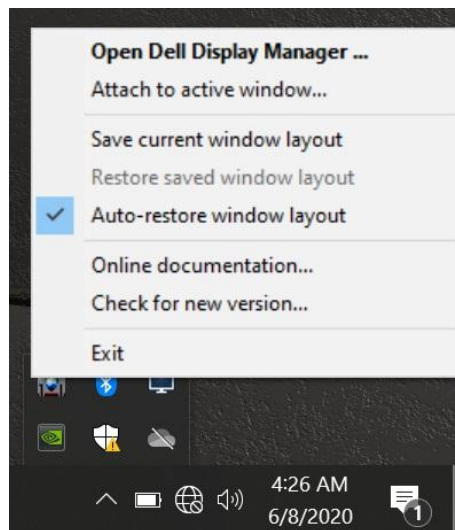 Open Dell Display Manager ...
Attach to active window...
Save current window layout
Restore saved window layout
Auto-restore window layout
Online documentation...
Check for new version...
Exit
4:26 AM
6/8/2020
1